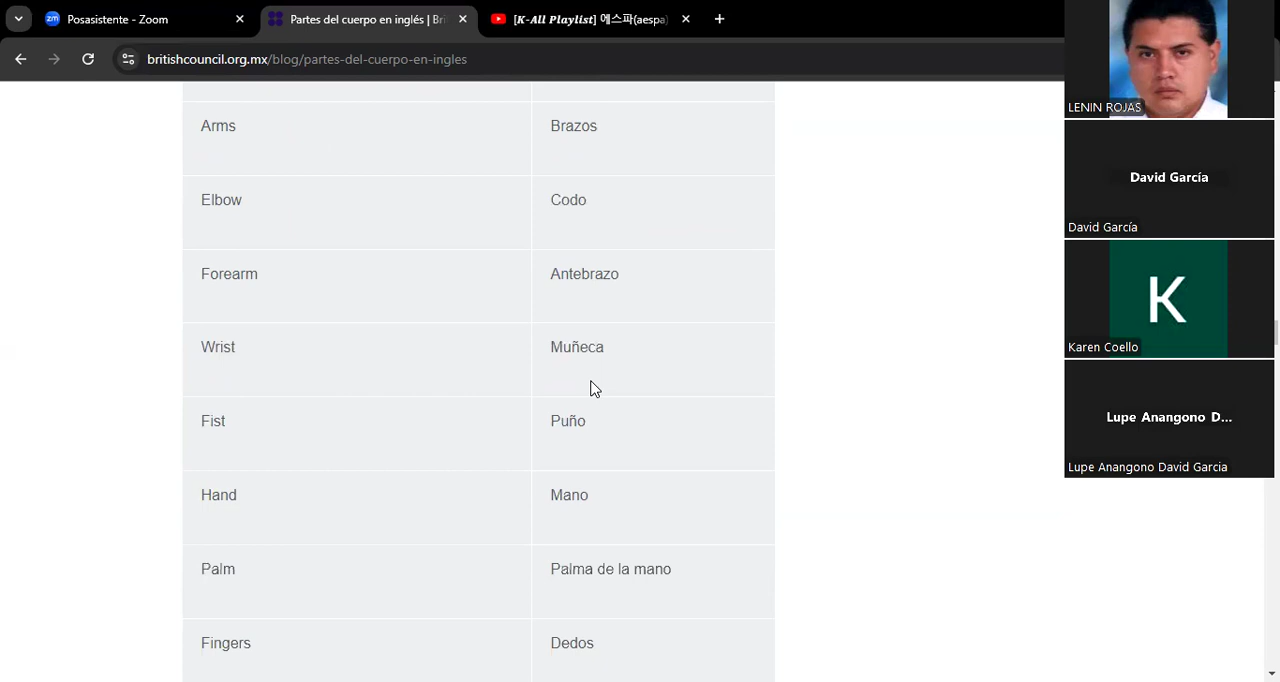 Posasistente - Zoom
Partes del cuerpo en inglés | Bri
[K-All Playlist] 에스파(aespa)
britishcouncil.org.mx/blog/partes-del-cuerpo-en-ingles
Arms Brazos
Elbow Codo
Forearm Antebrazo
Wrist Muñeca
Fist Puño
Hand Mano
Palm Palma de la mano
Fingers Dedos
LENIN ROJAS
David García
David García
K
Karen Coello
Lupe Anangono D...
Lupe Anangono David Garcia